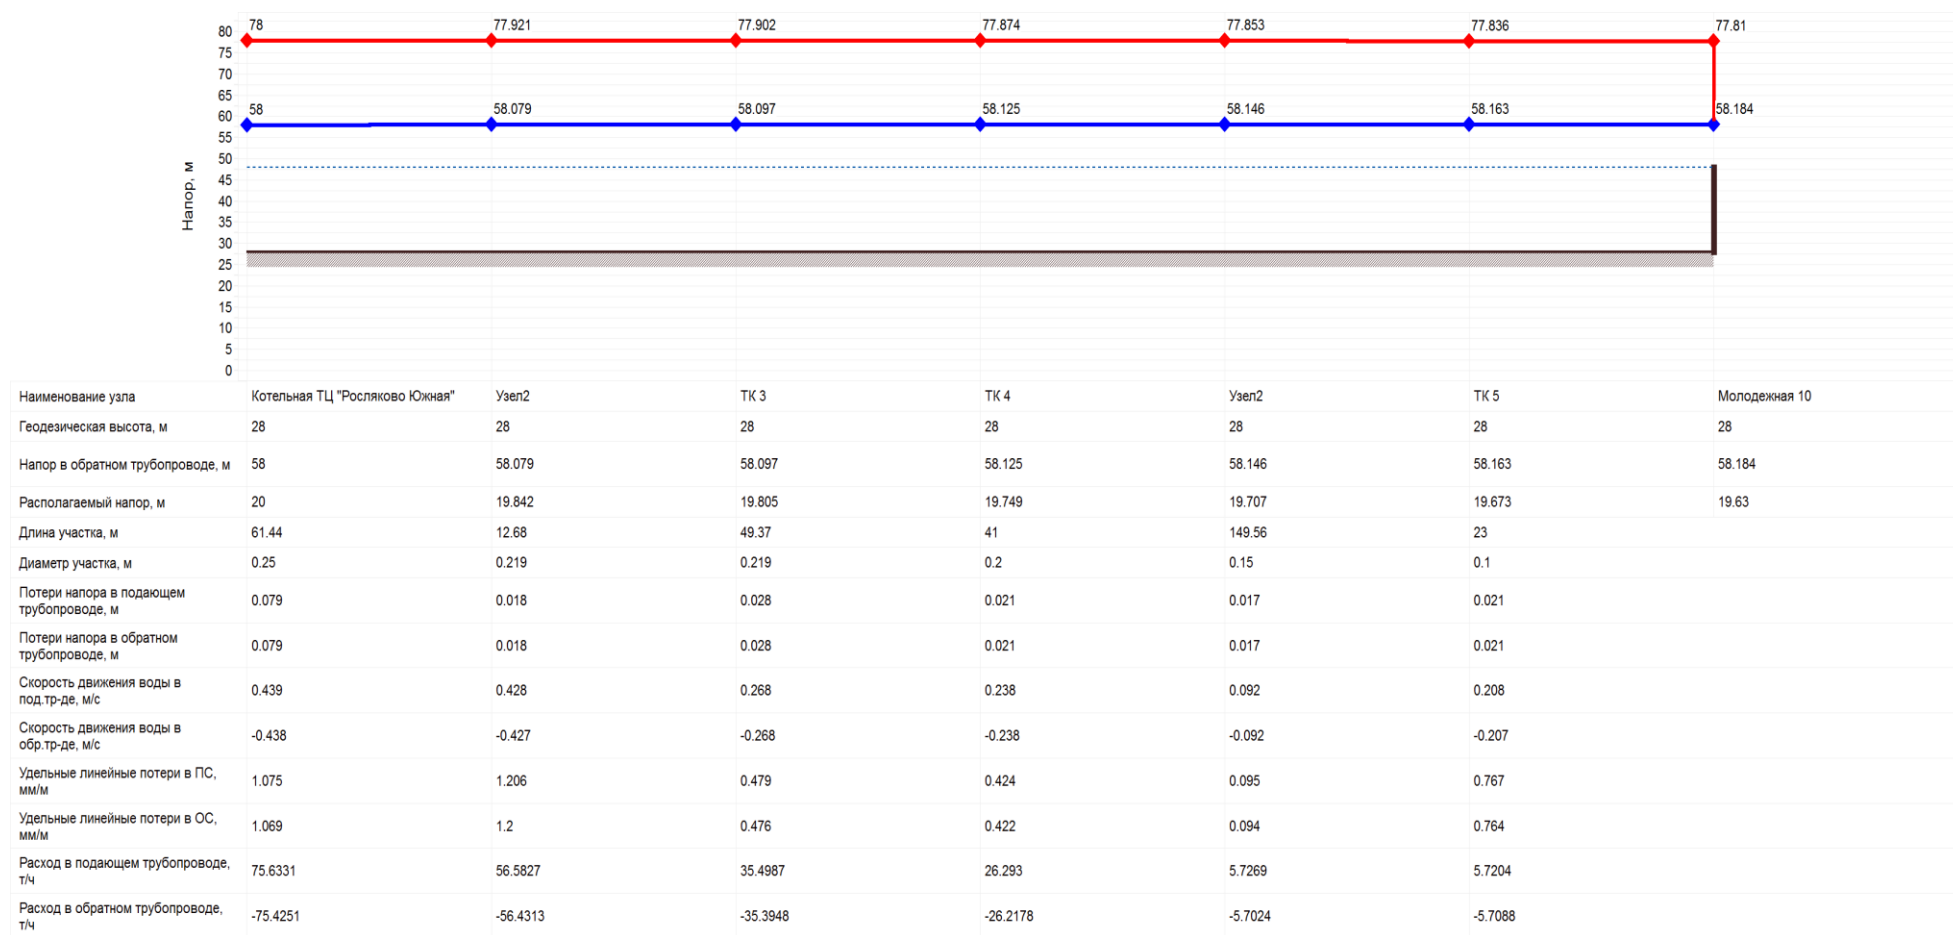 78 77.921 77.902 77.874 77.853 77.836 77.81
80
75
70
65
60
58 58.079 58.097 58.125 58.146 58.163 58.184
55
50
45
40
35
30
25
20
15
10
5
0
Напор, м
Наименование узла Котельная ТЦ "Росляково Южная" Узел2 ТК 3 ТК 4 Узел2 ТК 5 Молодежная 10
Геодезическая высота, м 28 28 28 28 28 28 28
Напор в обратном трубопроводе, м 58 58.079 58.097 58.125 58.146 58.163 58.184
Располагаемый напор, м 20 19.842 19.805 19.749 19.707 19.673 19.63
Длина участка, м 61.44 12.68 49.37 41 149.56 23
Диаметр участка, м 0.25 0.219 0.219 0.2 0.15 0.1
Потери напора в подающем
трубопроводе, м 0.079 0.018 0.028 0.021 0.017 0.021
Потери напора в обратном
трубопроводе, м 0.079 0.018 0.028 0.021 0.017 0.021
Скорость движения воды в
под.тр-де, м/с 0.439 0.428 0.268 0.238 0.092 0.208
Скорость движения воды в
обр.тр-де, м/с -0.438 -0.427 -0.268 -0.238 -0.092 -0.207
Удельные линейные потери в ПС,
мм/м 1.075 1.206 0.479 0.424 0.095 0.767
Удельные линейные потери в ОС,
мм/м 1.069 1.2 0.476 0.422 0.094 0.764
Расход в подающем трубопроводе,
т/ч 75.6331 56.5827 35.4987 26.293 5.7269 5.7204
Расход в обратном трубопроводе,
т/ч -75.4251 -56.4313 -35.3948 -26.2178 -5.7024 -5.7088